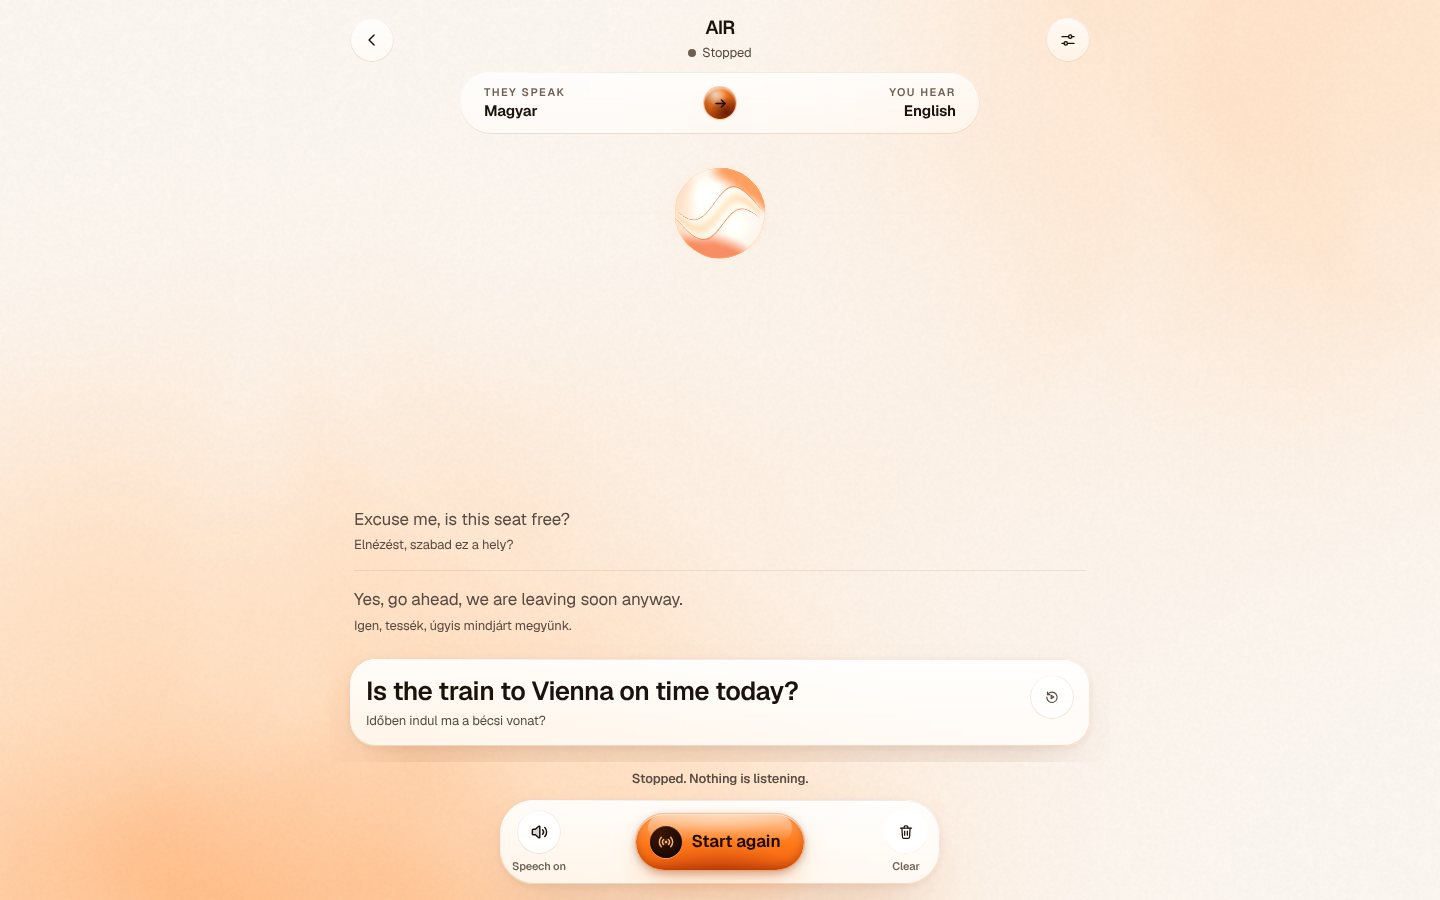 AIR
Stopped
THEY SPEAK
Magyar
YOU HEAR
English
Excuse me, is this seat free?
Elnézést, szabad ez a hely?
Yes, go ahead, we are leaving soon anyway.
Igen, tessék, úgyis mindjárt megyünk.
Is the train to Vienna on time today?
Időben indul ma a bécsi vonat?
Stopped. Nothing is listening.
Speech on
Start again
Clear